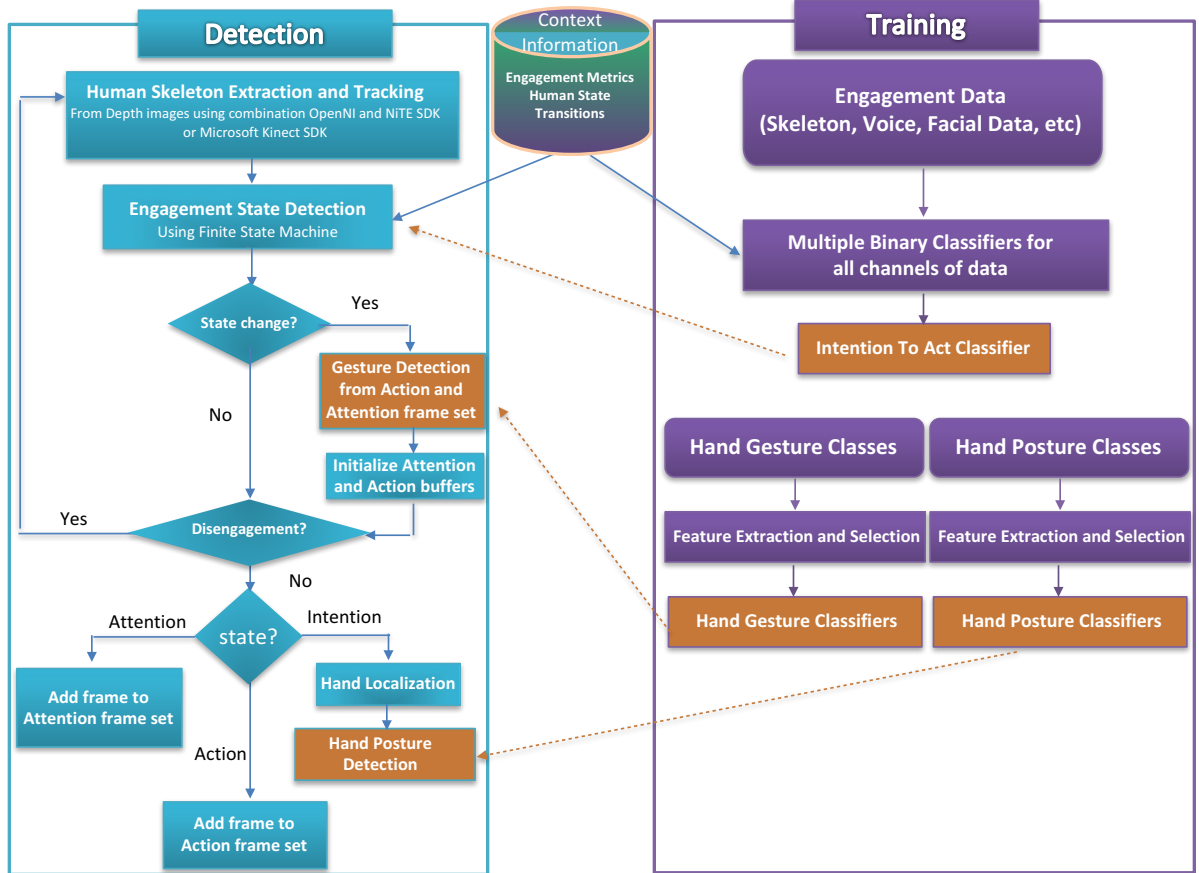 Detection
Human Skeleton Extraction and Tracking
From Depth images using combination OpenNI and NiTE SDK
or Microsoft Kinect SDK
Engagement State Detection
Using Finite State Machine
State change?
Yes
No
Gesture Detection
from Action and
Attention frame set
Initialize Attention
and Action buffers
Yes
Disengagement?
No
Attention
state?
Intention
Add frame to
Attention frame set
Hand Localization
Action
Hand Posture
Detection
Add frame to
Action frame set
Context
Information
Engagement Metrics
Human State
Transitions
Training
Engagement Data
(Skeleton, Voice, Facial Data, etc)
Multiple Binary Classifiers for
all channels of data
Intention To Act Classifier
Hand Gesture Classes
Hand Posture Classes
Feature Extraction and Selection
Feature Extraction and Selection
Hand Gesture Classifiers
Hand Posture Classifiers